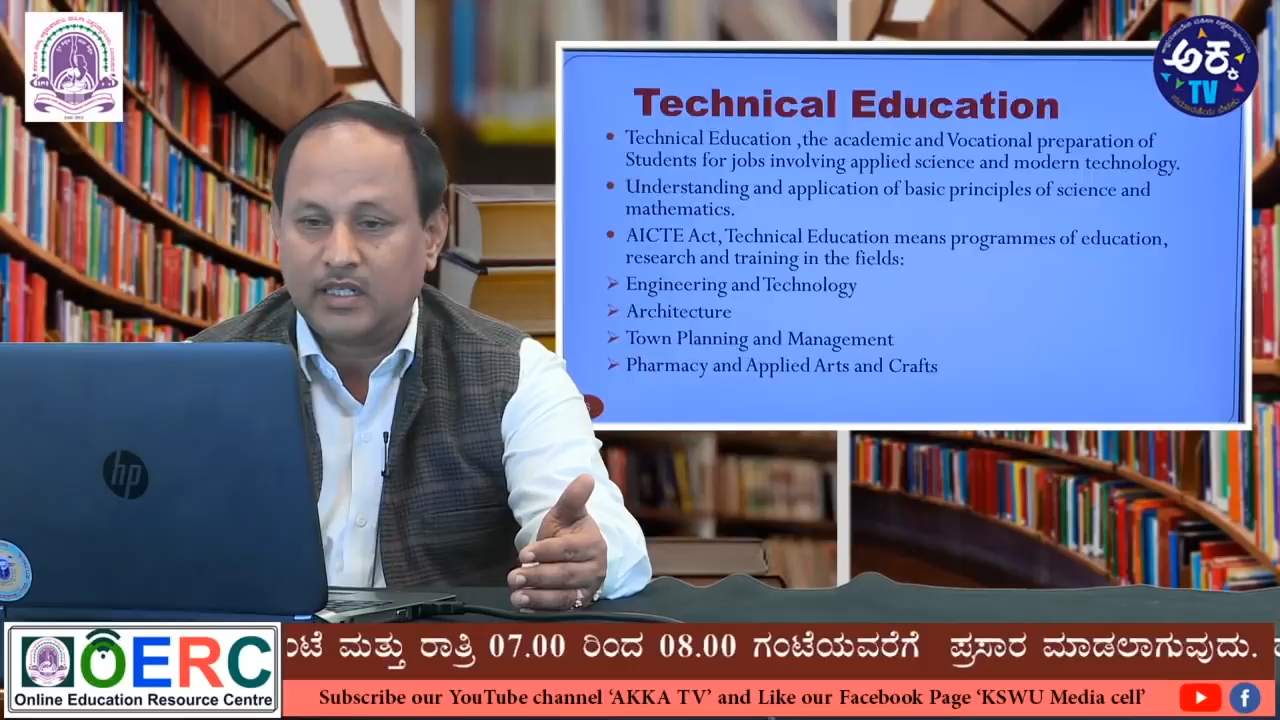 ಅಕ್ಕ
TV
Technical Education
Technical Education ,the academic and Vocational preparation of
Students for jobs involving applied science and modern technology.
Understanding and application of basic principles of science and
mathematics.
AICTE Act, Technical Education means programmes of education,
research and training in the fields:
Engineering and Technology
Architecture
Town Planning and Management
Pharmacy and Applied Arts and Crafts
hp
OERC
Online Education Resource Centre
ಮತ್ತು ರಾತ್ರಿ 07.00 ರಿಂದ 08.00 ಗಂಟೆಯವರೆಗೆ ಪ್ರಸಾರ ಮಾಡಲಾಗುವುದು.
Subscribe our YouTube channel ‘AKKA TV’ and Like our Facebook Page ‘KSWU Media cell’